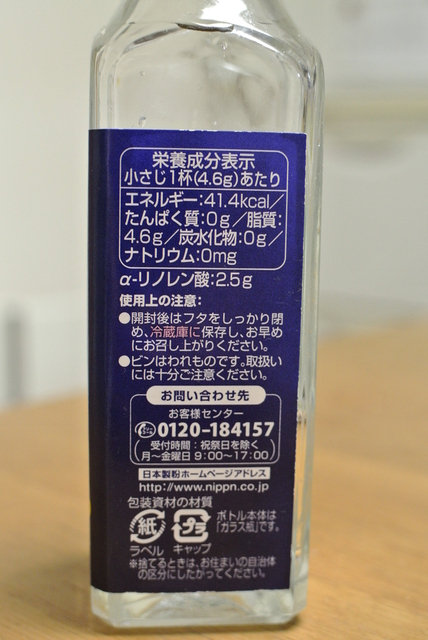 栄養成分表示
小さじ1杯(4.6g)あたり
エネルギー:41.4kcal/
たんぱく質:0g/脂質:
4.6g/炭水化物:0g/
ナトリウム:0mg
α-リノレン酸:2.5g
使用上の注意:
●開封後はフタをしっかり閉
め、冷蔵庫に保存し、お早め
にお召し上がりください。
●ビンはわれものです。取扱い
には十分ご注意ください。
お問い合わせ先
お客様センター
0120-184157
受付時間:祝祭日を除く
月〜金曜日 9:00〜17:00
日本製粉ホームページアドレス
http://www.nippn.co.jp
包装資材の材質
紙 プラ ボトル本体は
「ガラス瓶」です。
ラベル キャップ
※捨てるときは、お住まいの自治体
の区分にしたがってください。